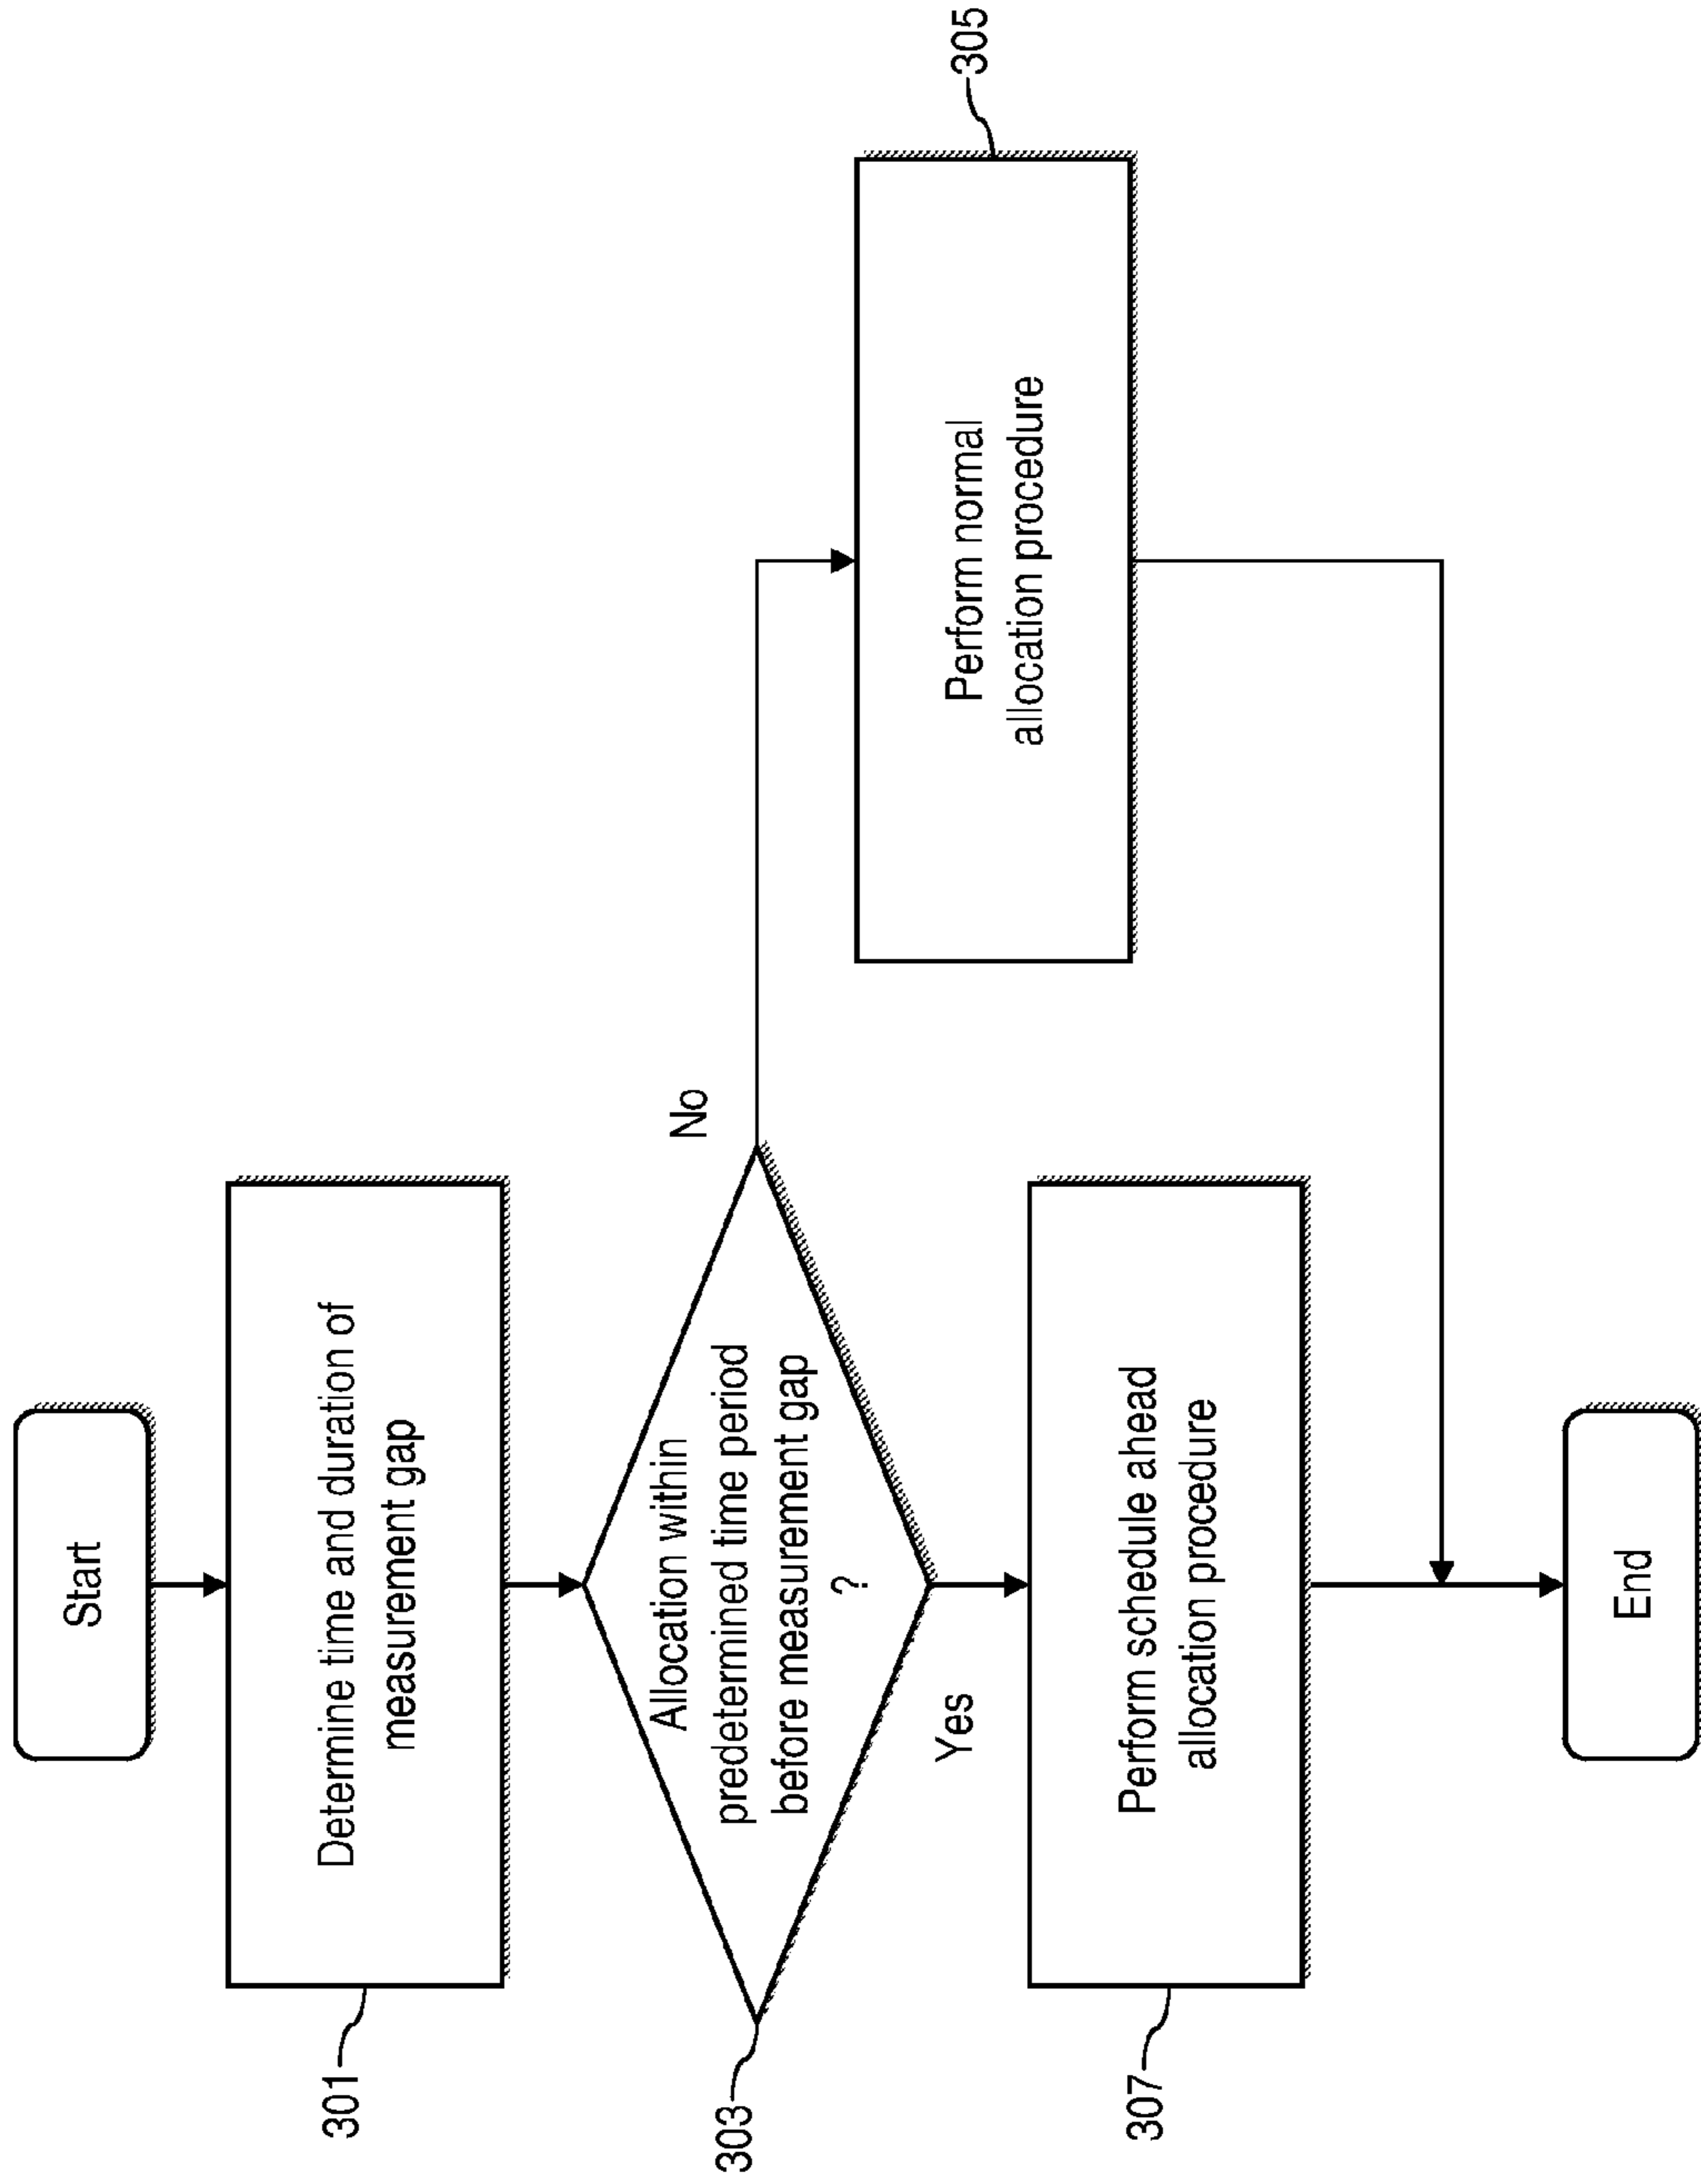 Start
301
Determine time and duration of
measurement gap
303
Allocation within
predetermined time period
before measurement gap
?
No
Yes
305
Perform normal
allocation procedure
307
Perform schedule ahead
allocation procedure
End